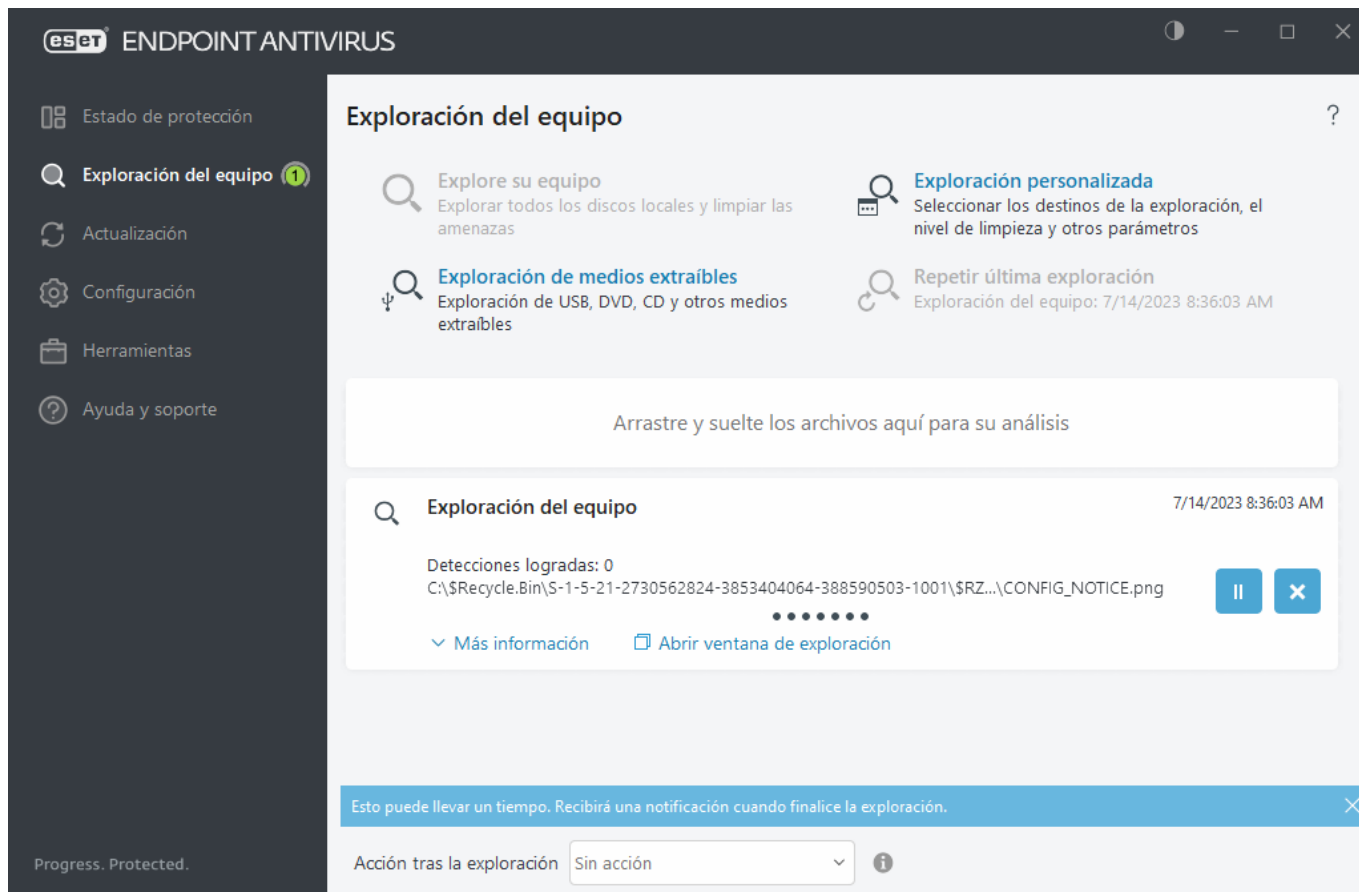 eset ENDPOINT ANTIVIRUS
Estado de protección
Exploración del equipo 1
Actualización
Configuración
Herramientas
Ayuda y soporte
Progress. Protected.
Exploración del equipo
?
Explore su equipo
Explorar todos los discos locales y limpiar las
amenazas
Exploración personalizada
Seleccionar los destinos de la exploración, el
nivel de limpieza y otros parámetros
Exploración de medios extraíbles
Exploración de USB, DVD, CD y otros medios
extraíbles
Repetir última exploración
Exploración del equipo: 7/14/2023 8:36:03 AM
Arrastre y suelte los archivos aquí para su análisis
Exploración del equipo
7/14/2023 8:36:03 AM
Detecciones logradas: 0
C:\$Recycle.Bin\S-1-5-21-2730562824-3853404064-388590503-1001\$RZ...\CONFIG_NOTICE.png
Más información
Abrir ventana de exploración
Esto puede llevar un tiempo. Recibirá una notificación cuando finalice la exploración.
Acción tras la exploración
Sin acción